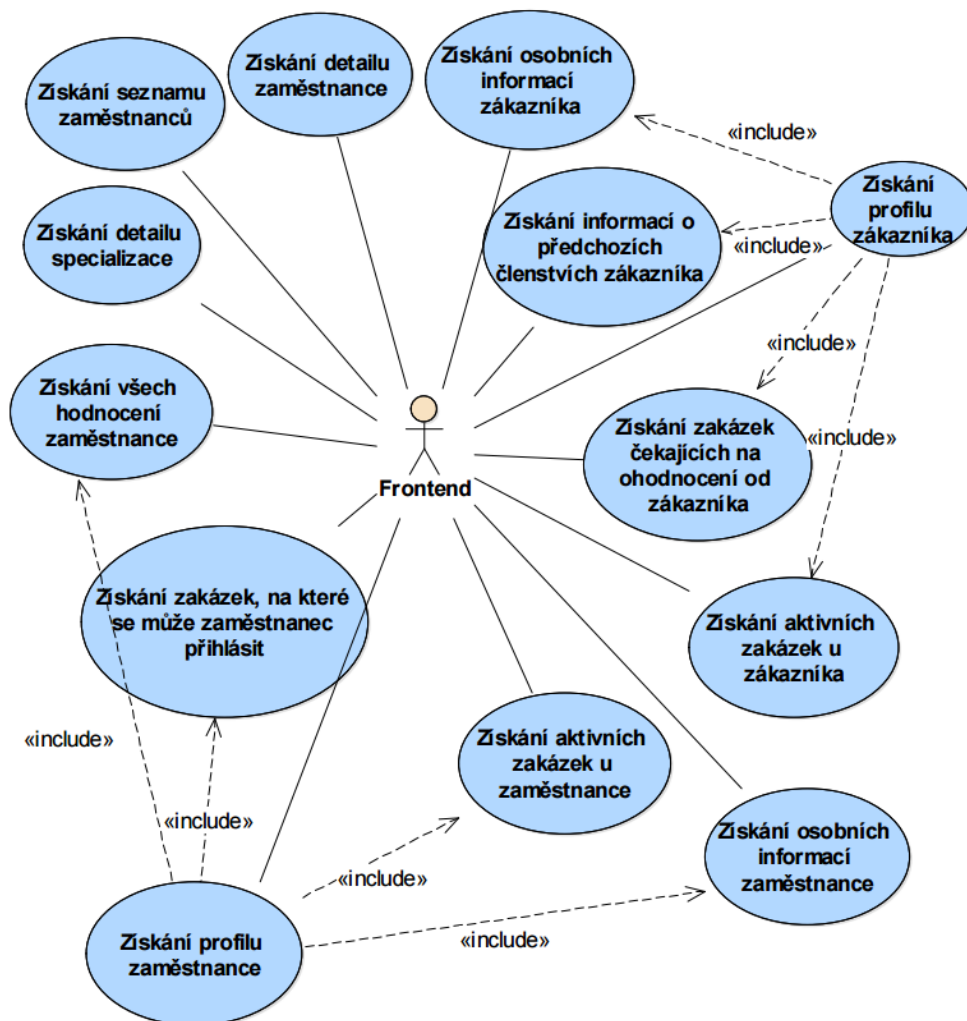 Získání seznamu
zaměstnanců
Získání detailu
zaměstnance
Získání osobních
informací
zákazníka
«include»
Získání
profilu
zákazníka
Získání detailu
specializace
Získání informací o
předchozích
členstvích zákazníka
«include»
«include»
Získání všech
hodnocení
zaměstnance
Frontend
Získání zakázek
čekajících na
ohodnocení od
zákazníka
«include»
Získání zakázek, na které
se může zaměstnanec
přihlásit
Získání aktivních
zakázek u
zákazníka
«include»
Získání aktivních
zakázek u
zaměstnance
«include»
Získání osobních
informací
zaměstnance
«include»
Získání profilu
zaměstnance
«include»